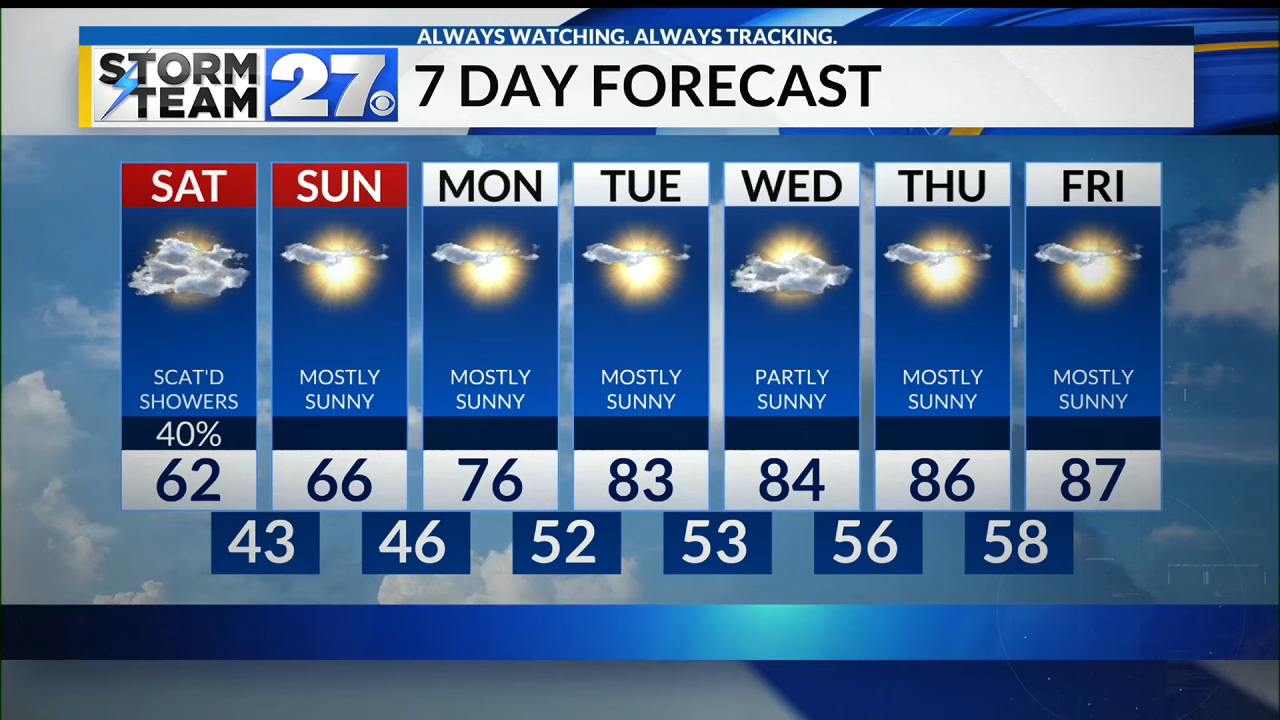 ALWAYS WATCHING. ALWAYS TRACKING.
STORM
TEAM
27
7 DAY FORECAST
SAT SUN MON TUE WED THU FRI
SCAT'D MOSTLY MOSTLY MOSTLY PARTLY MOSTLY MOSTLY
SHOWERS SUNNY SUNNY SUNNY SUNNY SUNNY SUNNY
40%
62 66 76 83 84 86 87
43 46 52 53 56 58